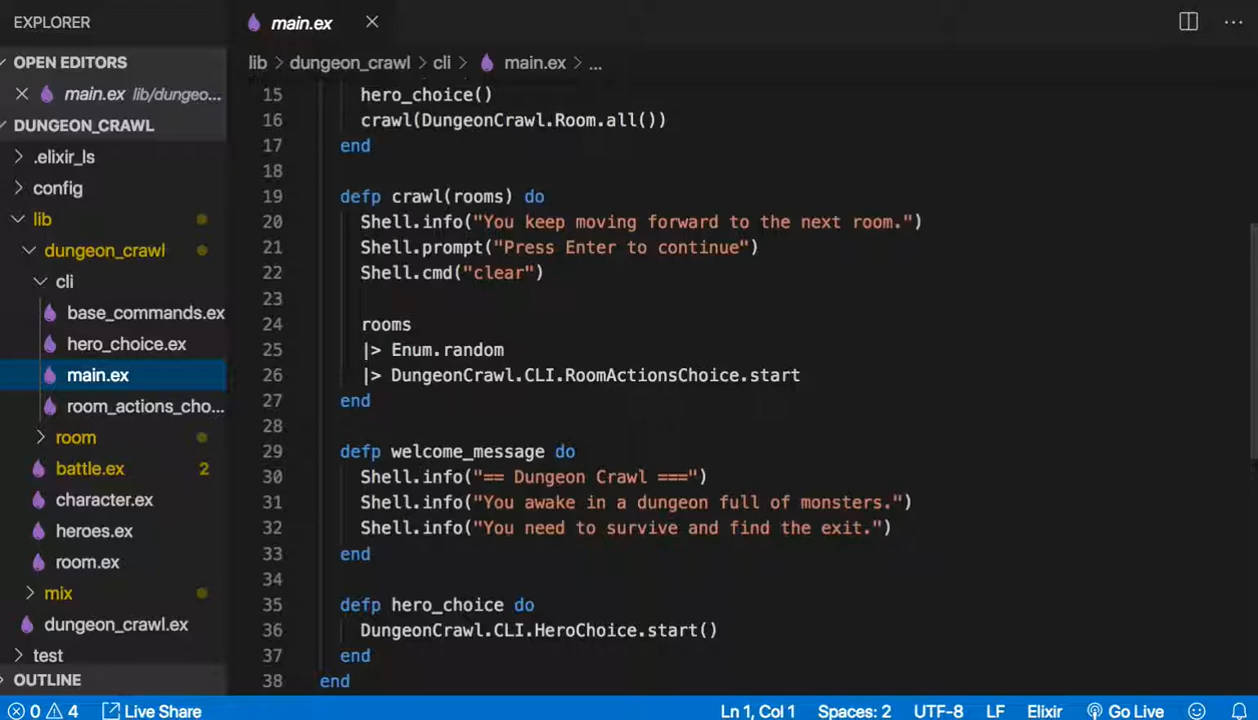 EXPLORER
OPEN EDITORS
main.ex lib/dungeo...
DUNGEON_CRAWL
.elixir_ls
config
lib
dungeon_crawl
cli
base_commands.ex
hero_choice.ex
main.ex
room_actions_cho...
room
battle.ex 2
character.ex
heroes.ex
room.ex
mix
dungeon_crawl.ex
test
OUTLINE
main.ex
lib > dungeon_crawl > cli > main.ex > ...
15 hero_choice()
16 crawl(DungeonCrawl.Room.all())
17 end
18
19 defp crawl(rooms) do
20 Shell.info("You keep moving forward to the next room.")
21 Shell.prompt("Press Enter to continue")
22 Shell.cmd("clear")
23
24 rooms
25 |> Enum.random
26 |> DungeonCrawl.CLI.RoomActionsChoice.start
27 end
28
29 defp welcome_message do
30 Shell.info("== Dungeon Crawl ===")
31 Shell.info("You awake in a dungeon full of monsters.")
32 Shell.info("You need to survive and find the exit.")
33 end
34
35 defp hero_choice do
36 DungeonCrawl.CLI.HeroChoice.start()
37 end
38 end
0 4 Live Share Ln 1, Col 1 Spaces: 2 UTF-8 LF Elixir Go Live